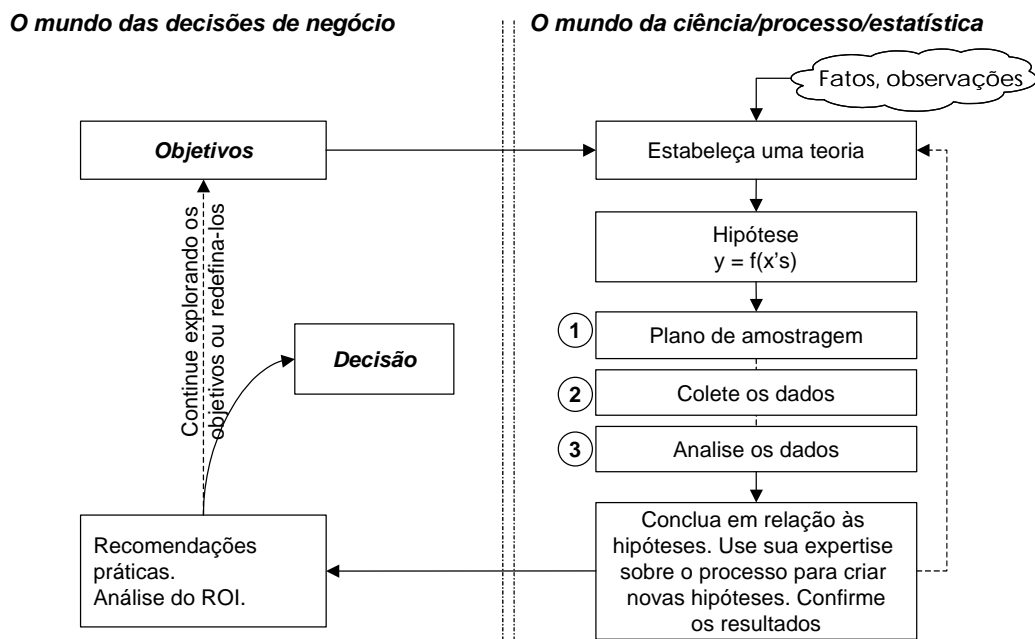 O mundo das decisões de negócio
O mundo da ciência/processo/estatística
Fatos, observações
Objetivos
Estabeleça uma teoria
Continue explorando os
objetivos ou redefina-los
Hipótese
y = f(x's)
1
Plano de amostragem
Decisão
2
Colete os dados
3
Analise os dados
Recomendações
práticas.
Análise do ROI.
Conclua em relação às
hipóteses. Use sua expertise
sobre o processo para criar
novas hipóteses. Confirme
os resultados